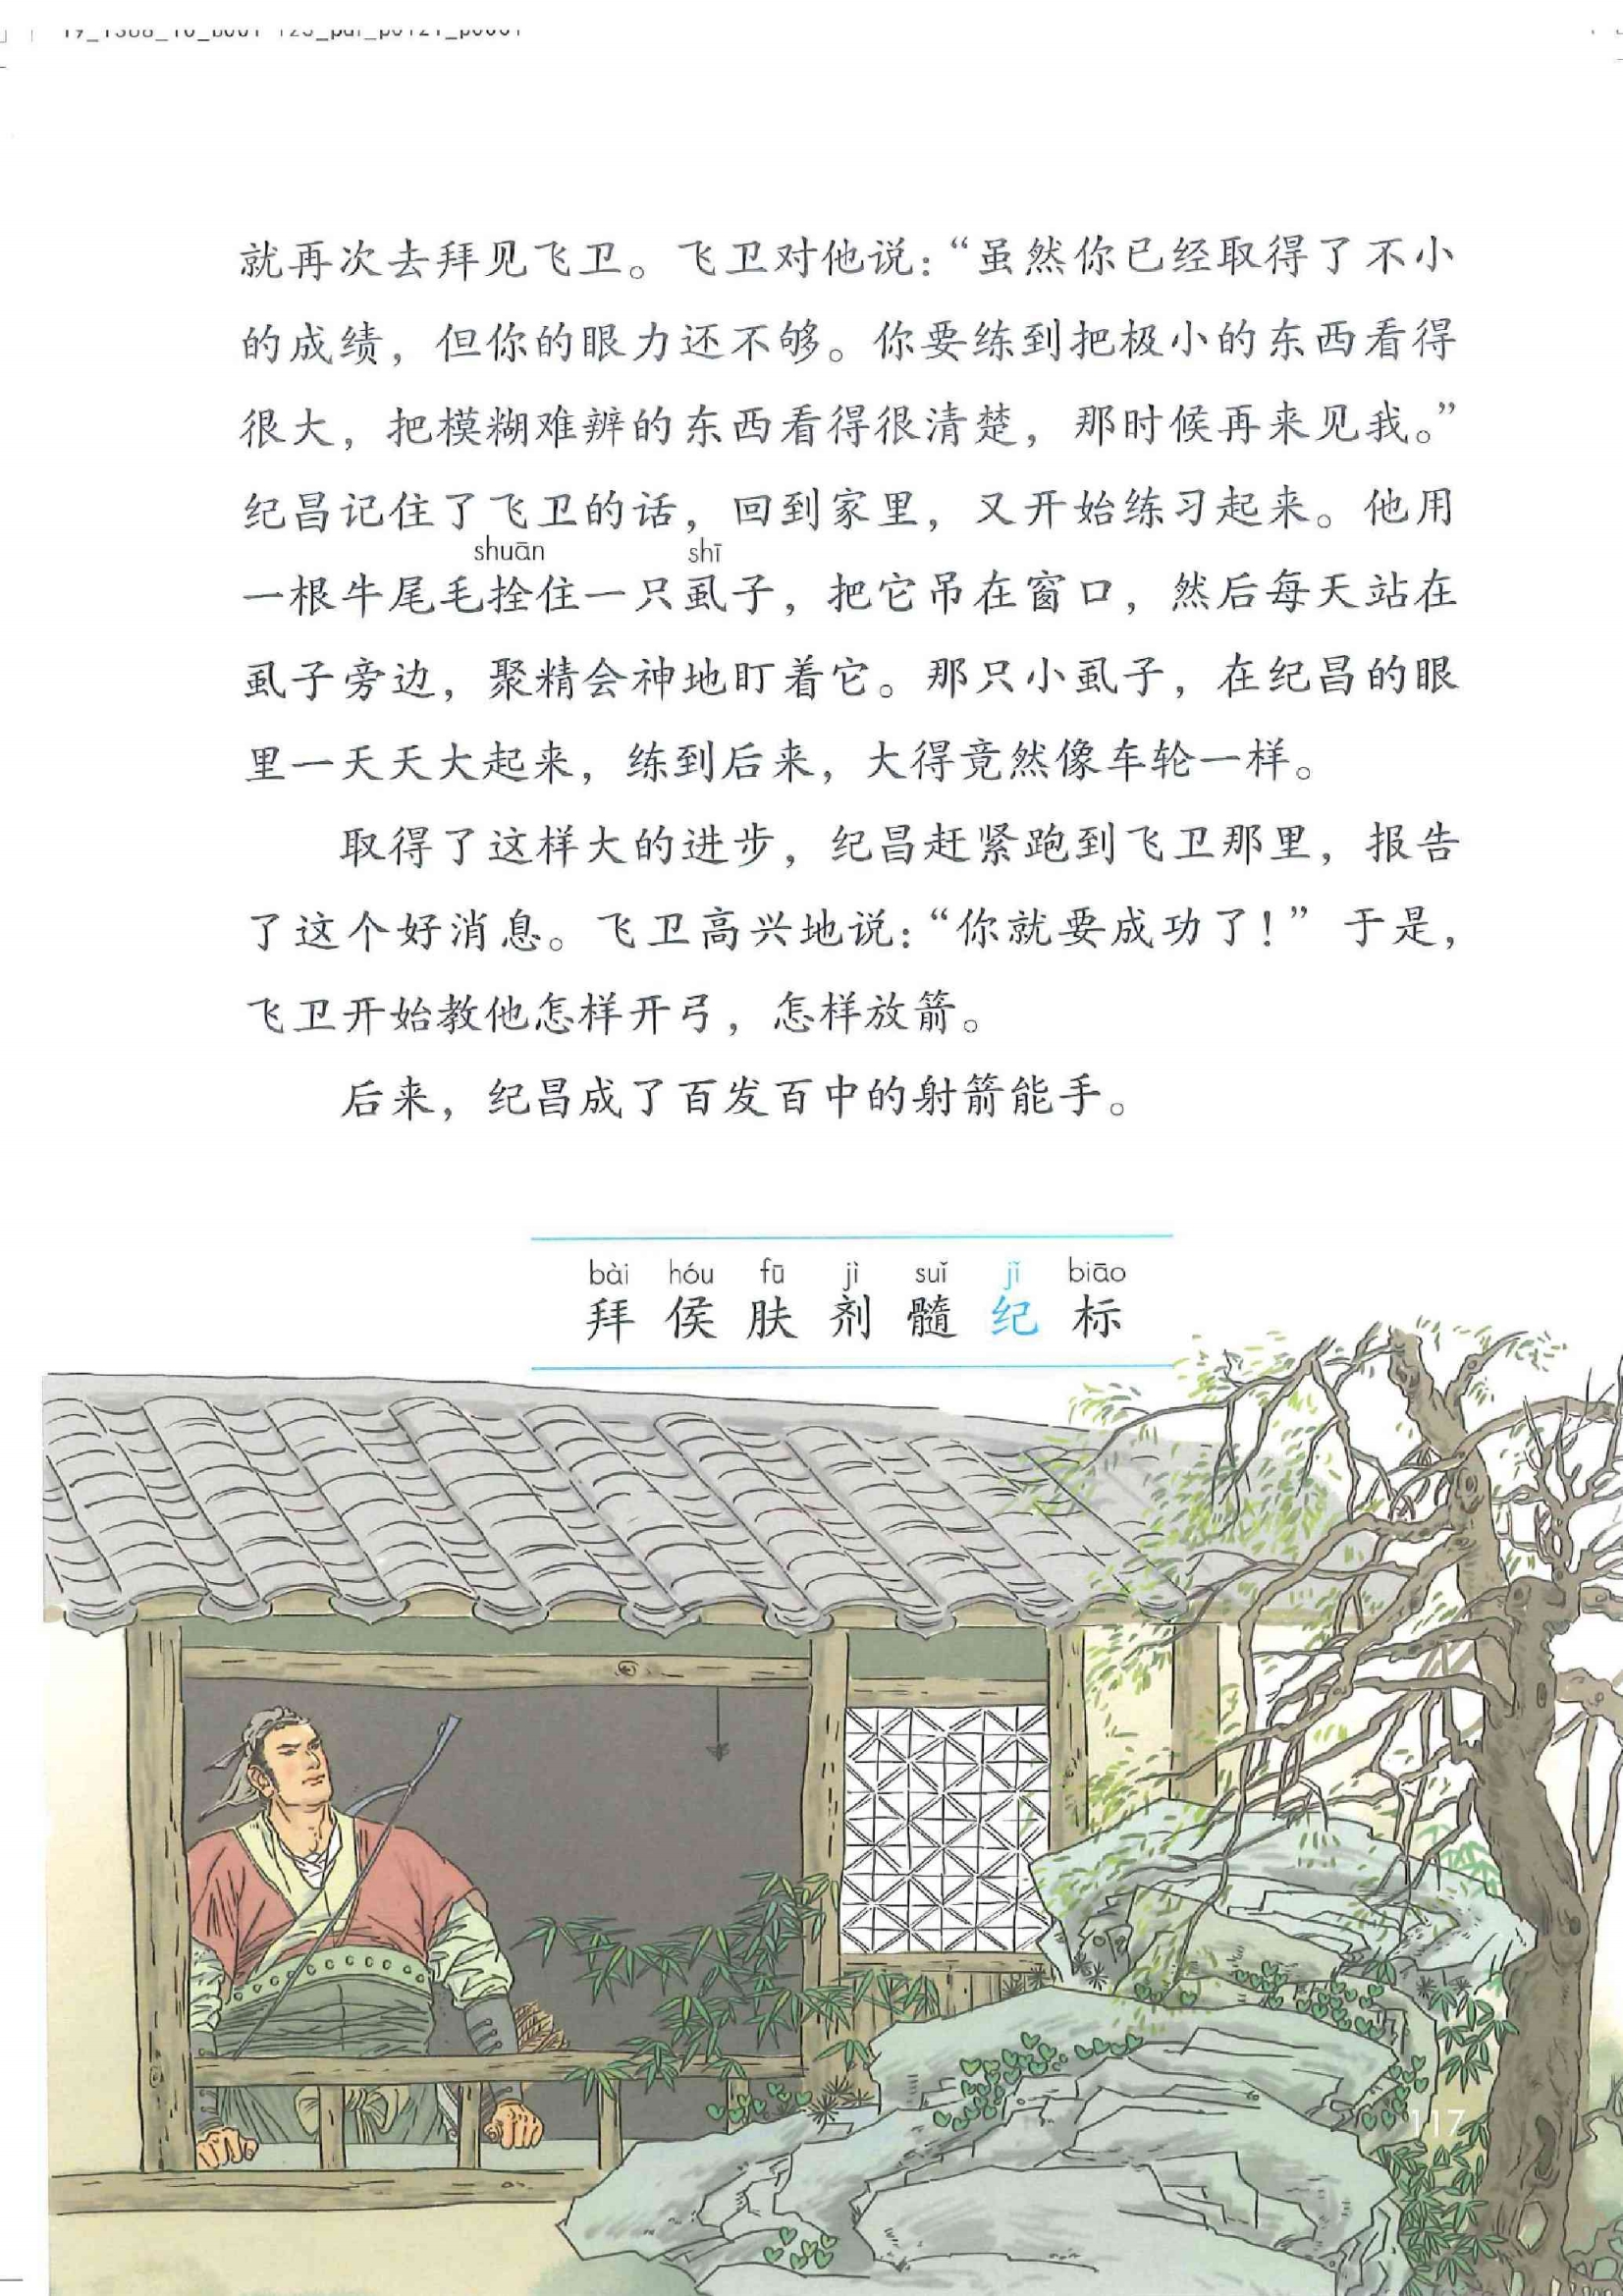 就再次去拜见飞卫。飞卫对他说：“虽然你已经取得了不小
的成绩，但你的眼力还不够。你要练到把极小的东西看得
很大，把模糊难辨的东西看得很清楚，那时候再来见我。”
纪昌记住了飞卫的话，回到家里，又开始练习起来。他用
shuān shī
一根牛尾毛拴住一只虱子，把它吊在窗口，然后每天站在
虱子旁边，聚精会神地盯着它。那只小虱子，在纪昌的眼
里一天天大起来，练到后来，大得竟然像车轮一样。
取得了这样大的进步，纪昌赶紧跑到飞卫那里，报告
了这个好消息。飞卫高兴地说：“你就要成功了！”于是，
飞卫开始教他怎样开弓，怎样放箭。
后来，纪昌成了百发百中的射箭能手。
bài hóu fū jì suǐ jǐ biāo
拜 侯 肤 剂 髓 纪 标
117